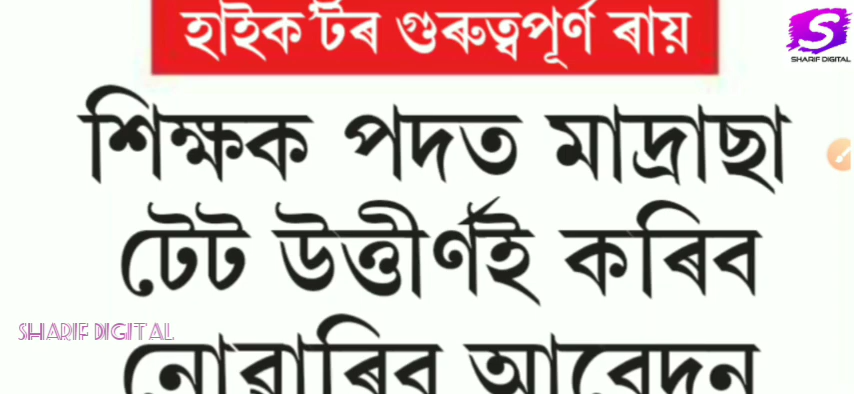 হাইক'ৰ্টৰ গুৰুত্বপূৰ্ণ ৰায়
SHARIF DIGITAL
শিক্ষক পদত মাদ্ৰাছা
টেট উত্তীৰ্ণই কৰিব
SHARIF DIGITAL
নোৱাৰিব আবেদন